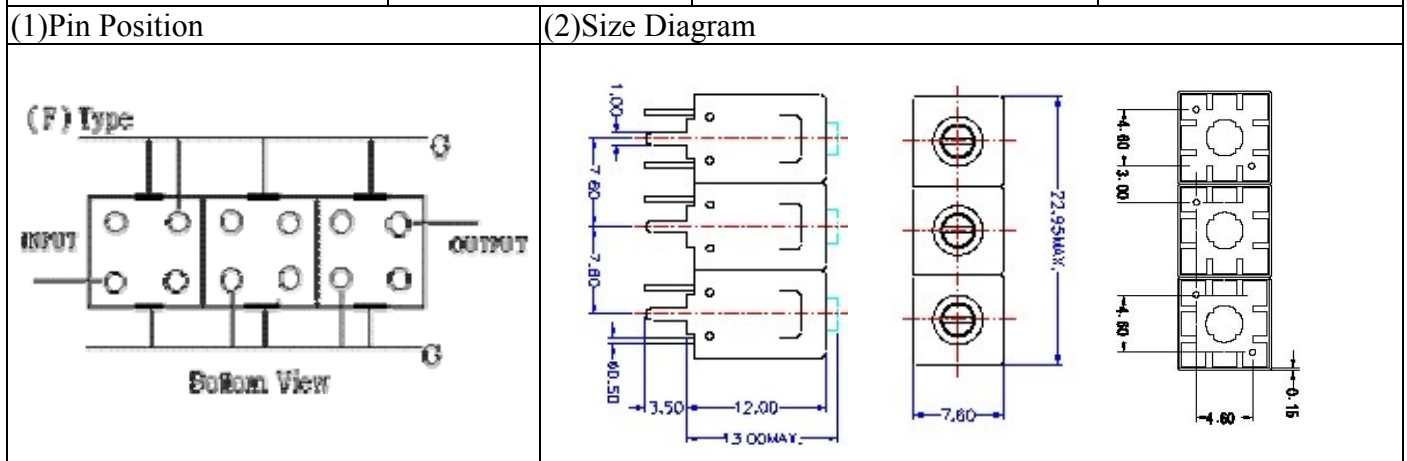 (1)Pin Position
(2)Size Diagram
(F) Type
G
INPUT
OUTPUT
G
Bottom View
1.00
7.60
7.60
Φ0.50
3.50
12.00
13.00MAX.
22.95MAX.
7.60
4.60
3.00
4.60
4.60
0.15